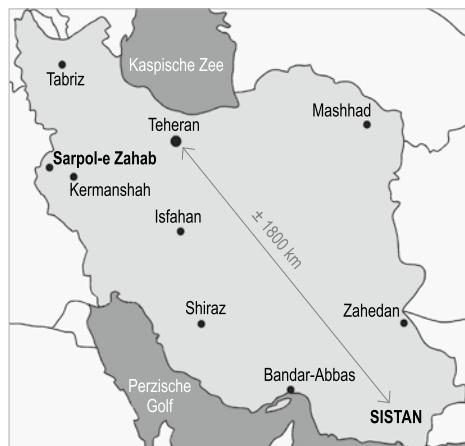 Kaspische Zee
Tabriz
Mashhad
Teheran
Sarpol-e Zahab
Kermanshah
Isfahan
± 1800 km
Shiraz
Zahedan
Bandar-Abbas
Perzische
Golf
SISTAN